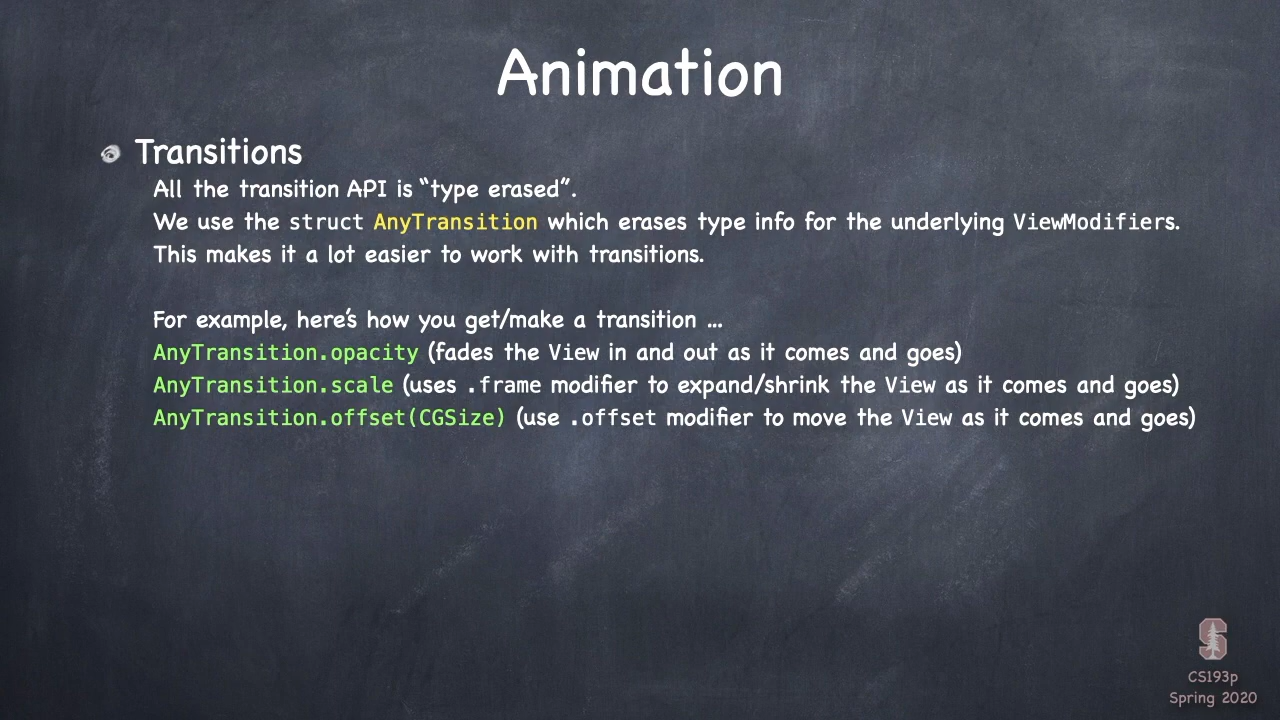 Animation
Transitions
All the transition API is “type erased”.
We use the struct AnyTransition which erases type info for the underlying ViewModifiers.
This makes it a lot easier to work with transitions.
For example, here’s how you get/make a transition …
AnyTransition.opacity (fades the View in and out as it comes and goes)
AnyTransition.scale (uses .frame modifier to expand/shrink the View as it comes and goes)
AnyTransition.offset(CGSize) (use .offset modifier to move the View as it comes and goes)
S
CS193p
Spring 2020